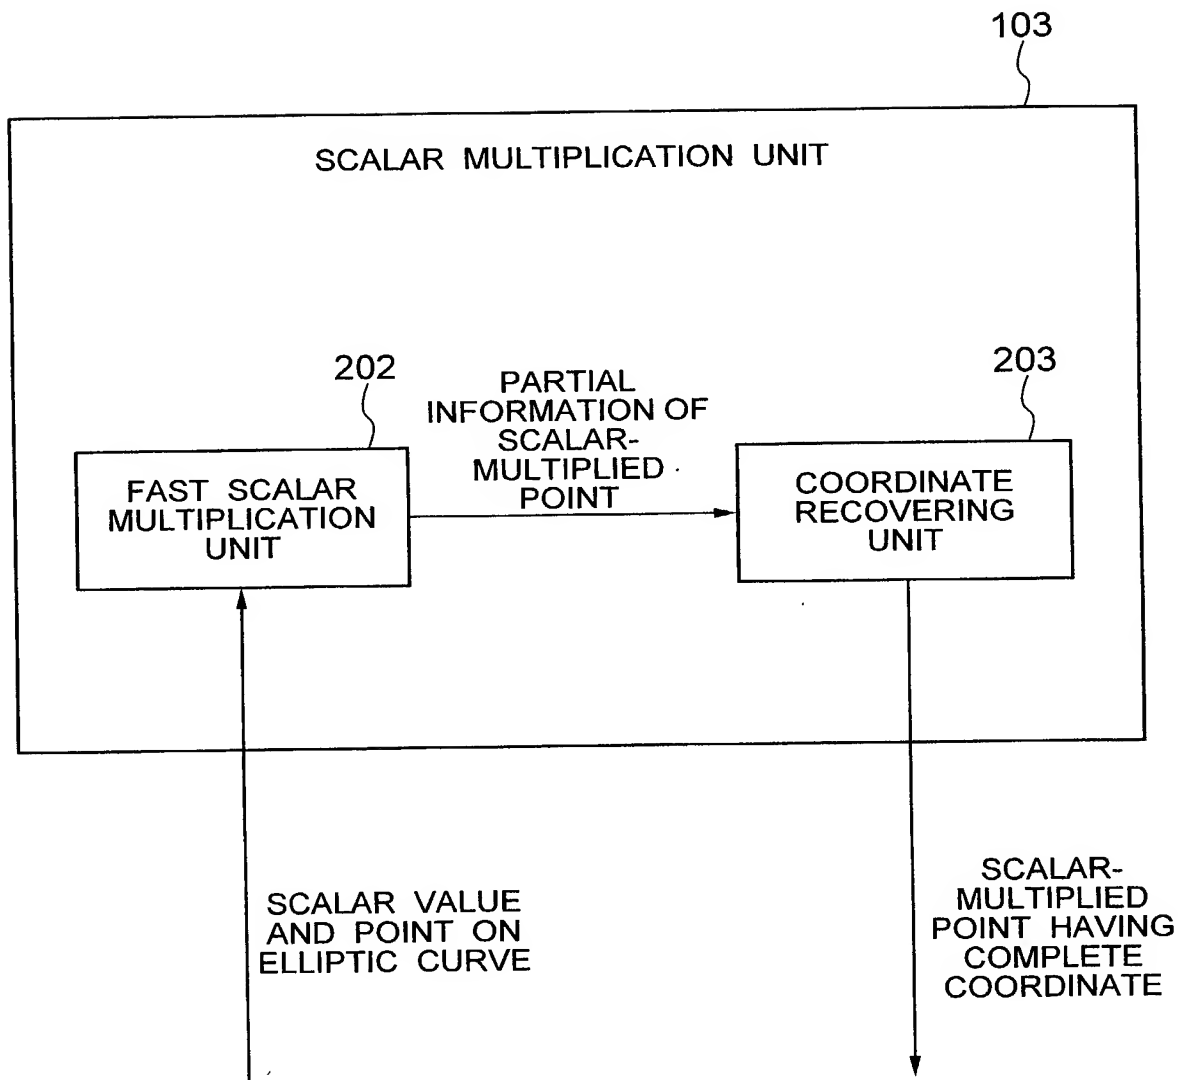 103
SCALAR MULTIPLICATION UNIT
202
PARTIAL
INFORMATION OF
SCALAR-
MULTIPLIED
POINT
203
FAST SCALAR
MULTIPLICATION
UNIT
COORDINATE
RECOVERING
UNIT
SCALAR VALUE
AND POINT ON
ELLIPTIC CURVE
SCALAR-
MULTIPLIED
POINT HAVING
COMPLETE
COORDINATE